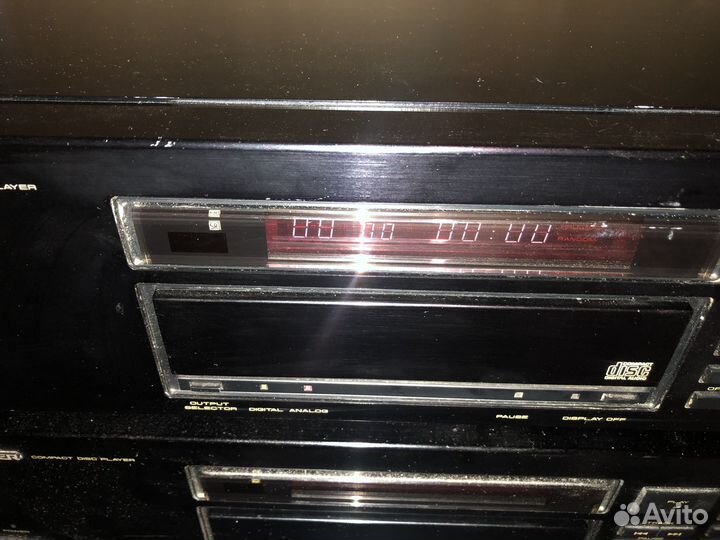 LAYER
00 00 00:00
RANDOM
COMPACT
disc
DIGITAL AUDIO
OUTPUT
SELECTOR DIGITAL ANALOG
PAUSE DISPLAY OFF
COMPACT DISC PLAYER
PLAY
Avito